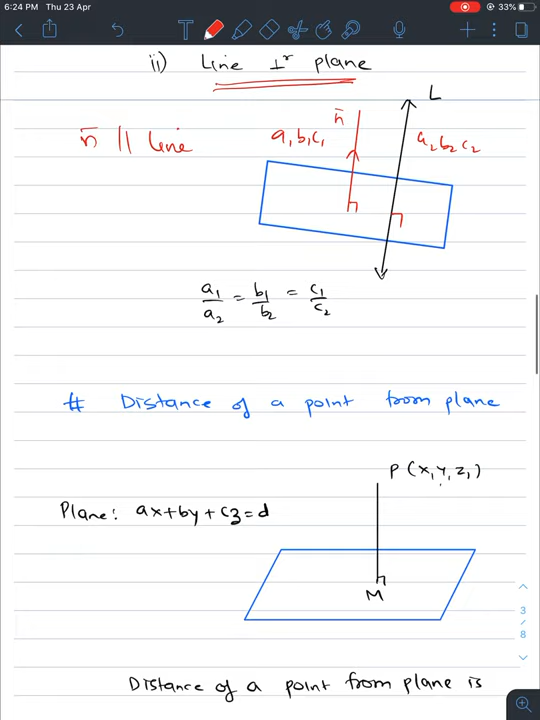 6:24 PM Thu 23 Apr 33%
ii) Line ⊥ʳ plane
L
n̄
n̄ || Line
a₁ b₁ c₁
a₂ b₂ c₂
a₁/a₂ = b₁/b₂ = c₁/c₂
# Distance of a point from plane
P (x₁ y₁ z₁)
Plane: ax+by+cz=d
M
3
/
8
Distance of a point from plane is